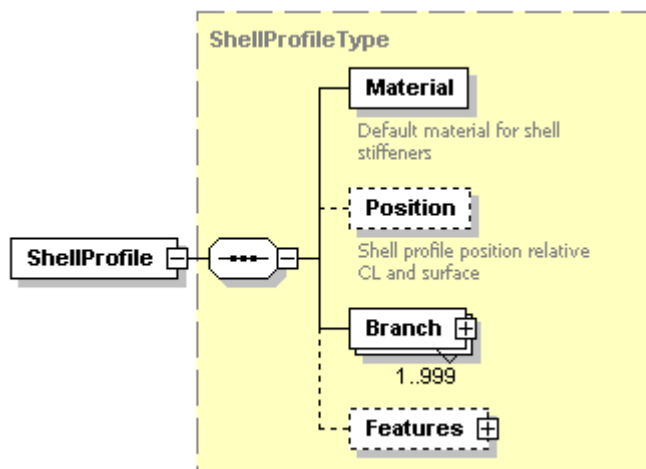 ShellProfileType
Material
Default material for shell
stiffeners
Position
Shell profile position relative
CL and surface
ShellProfile
Branch
1..999
Features